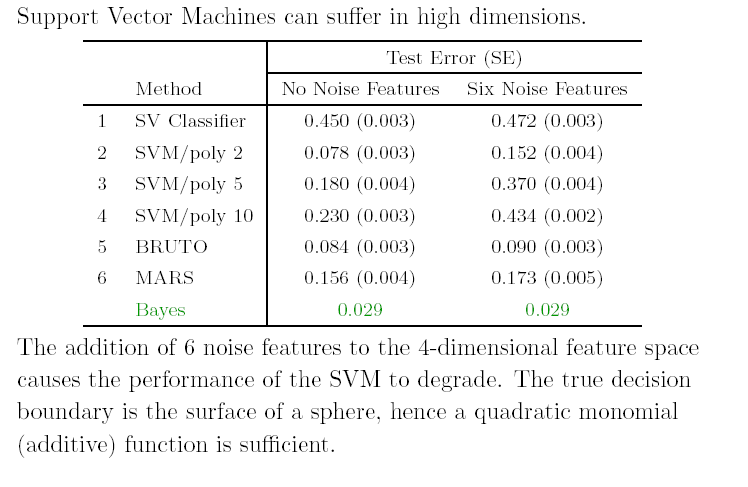 Support Vector Machines can suffer in high dimensions.
Test Error (SE)
Method No Noise Features Six Noise Features
1 SV Classifier 0.450 (0.003) 0.472 (0.003)
2 SVM/poly 2 0.078 (0.003) 0.152 (0.004)
3 SVM/poly 5 0.180 (0.004) 0.370 (0.004)
4 SVM/poly 10 0.230 (0.003) 0.434 (0.002)
5 BRUTO 0.084 (0.003) 0.090 (0.003)
6 MARS 0.156 (0.004) 0.173 (0.005)
Bayes 0.029 0.029
The addition of 6 noise features to the 4-dimensional feature space
causes the performance of the SVM to degrade. The true decision
boundary is the surface of a sphere, hence a quadratic monomial
(additive) function is sufficient.